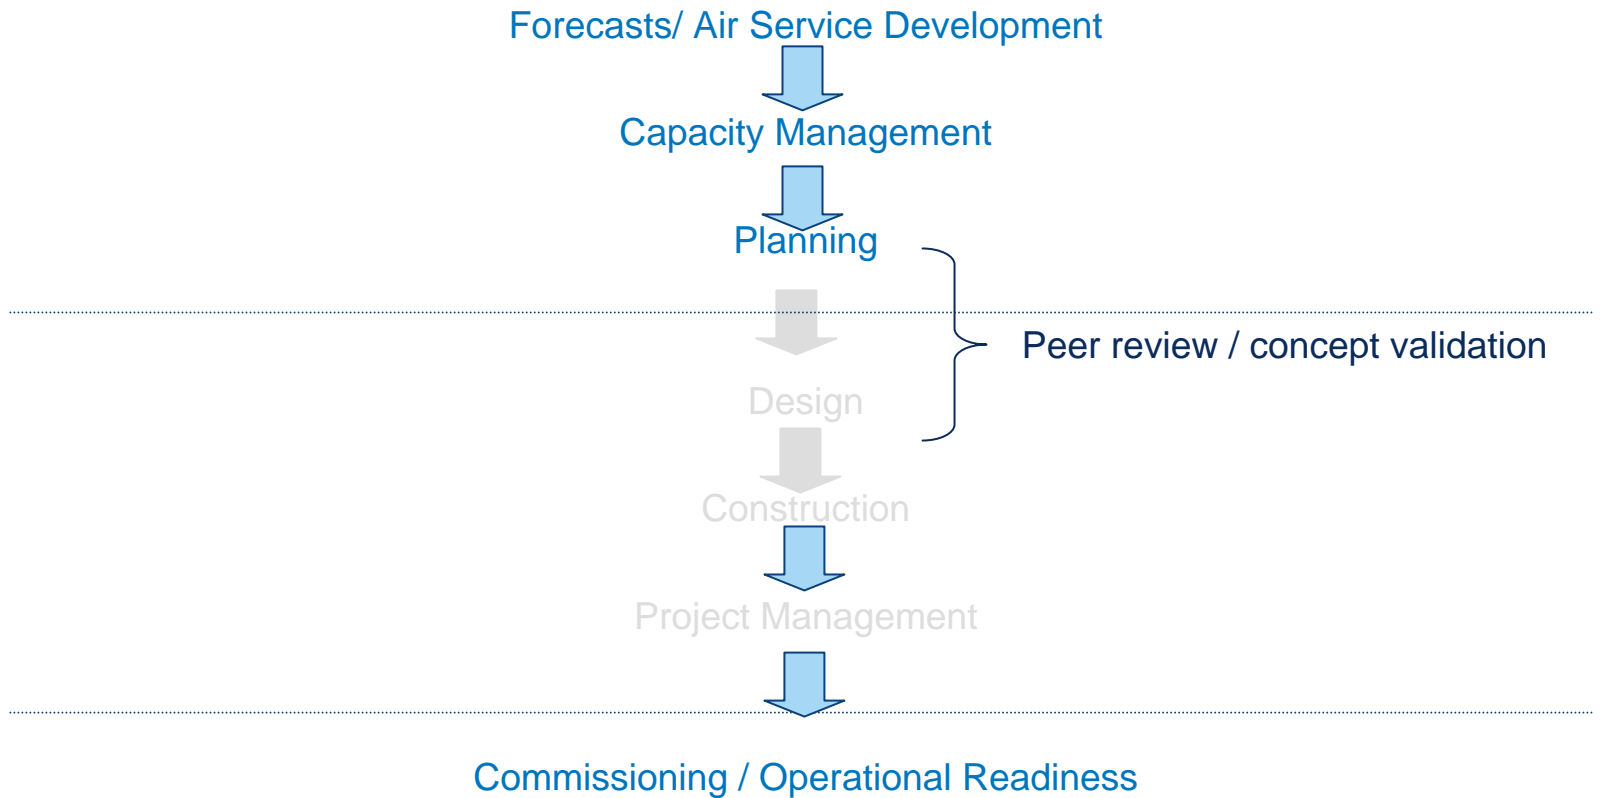 Forecasts/ Air Service Development
Capacity Management
Planning
Peer review / concept validation
Design
Construction
Project Management
Commissioning / Operational Readiness